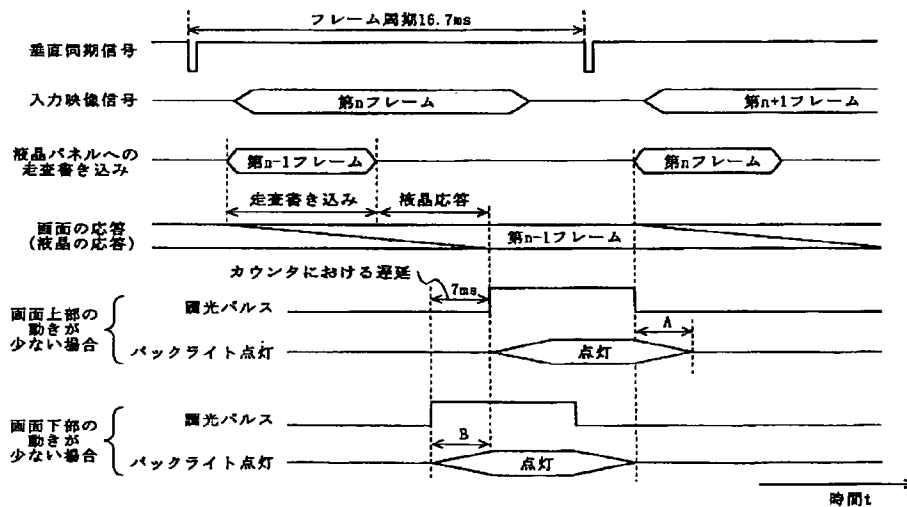 フレーム周期16.7ms
垂直同期信号
入力映像信号
第nフレーム
第n+1フレーム
液晶パネルへの
走査書き込み
第n-1フレーム
第nフレーム
走査書き込み
液晶応答
画面の応答
(液晶の応答)
第n-1フレーム
カウンタにおける遅延
7ms
画面上部の
動きが
少ない場合
調光パルス
A
バックライト点灯
点灯
画面下部の
動きが
少ない場合
調光パルス
B
バックライト点灯
点灯
時間t